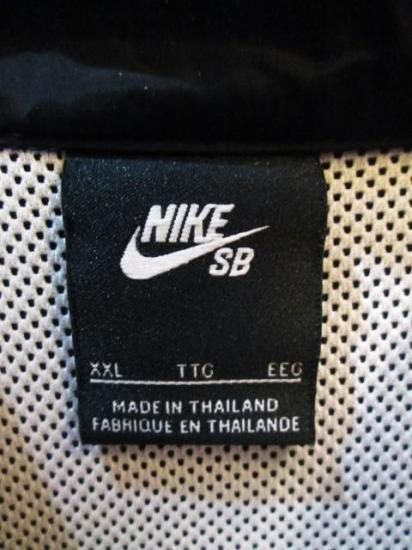 NIKE
SB
XXL TTG EEG
MADE IN THAILAND
FABRIQUE EN THAILANDE